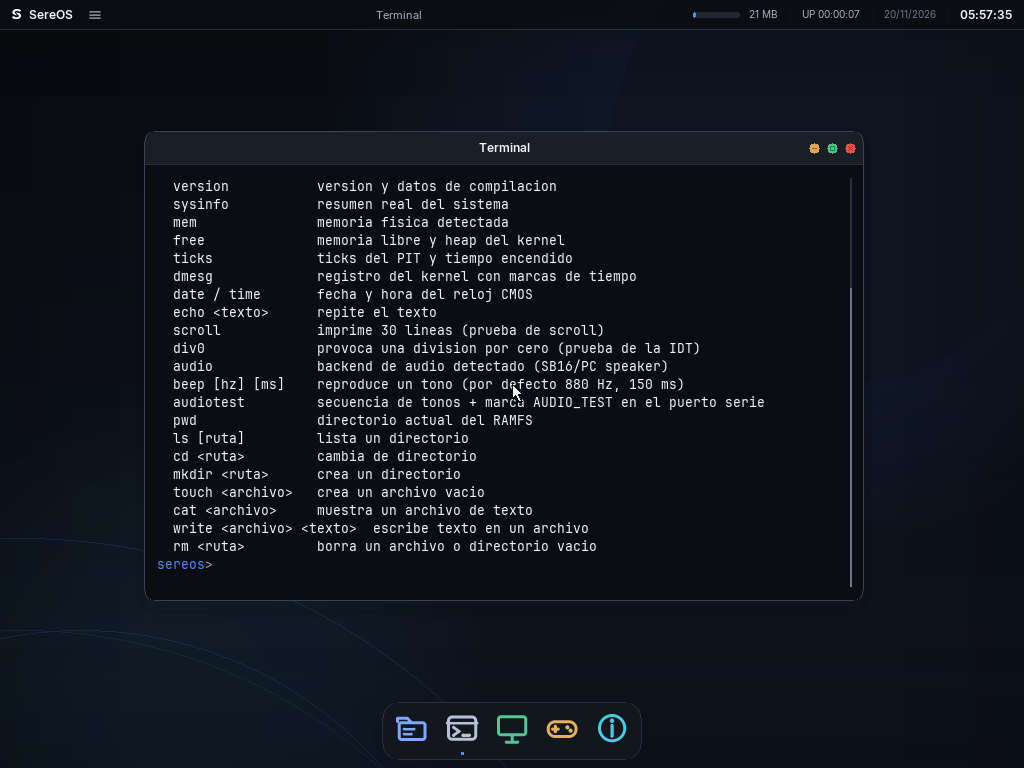 SereOS Terminal 21 MB UP 00:00:07 20/11/2026 05:57:35
Terminal
version version y datos de compilacion
sysinfo resumen real del sistema
mem memoria fisica detectada
free memoria libre y heap del kernel
ticks ticks del PIT y tiempo encendido
dmesg registro del kernel con marcas de tiempo
date / time fecha y hora del reloj CMOS
echo <texto> repite el texto
scroll imprime 30 lineas (prueba de scroll)
div0 provoca una division por cero (prueba de la IDT)
audio backend de audio detectado (SB16/PC speaker)
beep [hz] [ms] reproduce un tono (por defecto 880 Hz, 150 ms)
audiotest secuencia de tonos + marca AUDIO_TEST en el puerto serie
pwd directorio actual del RAMFS
ls [ruta] lista un directorio
cd <ruta> cambia de directorio
mkdir <ruta> crea un directorio
touch <archivo> crea un archivo vacio
cat <archivo> muestra un archivo de texto
write <archivo> <texto> escribe texto en un archivo
rm <ruta> borra un archivo o directorio vacio
sereos>